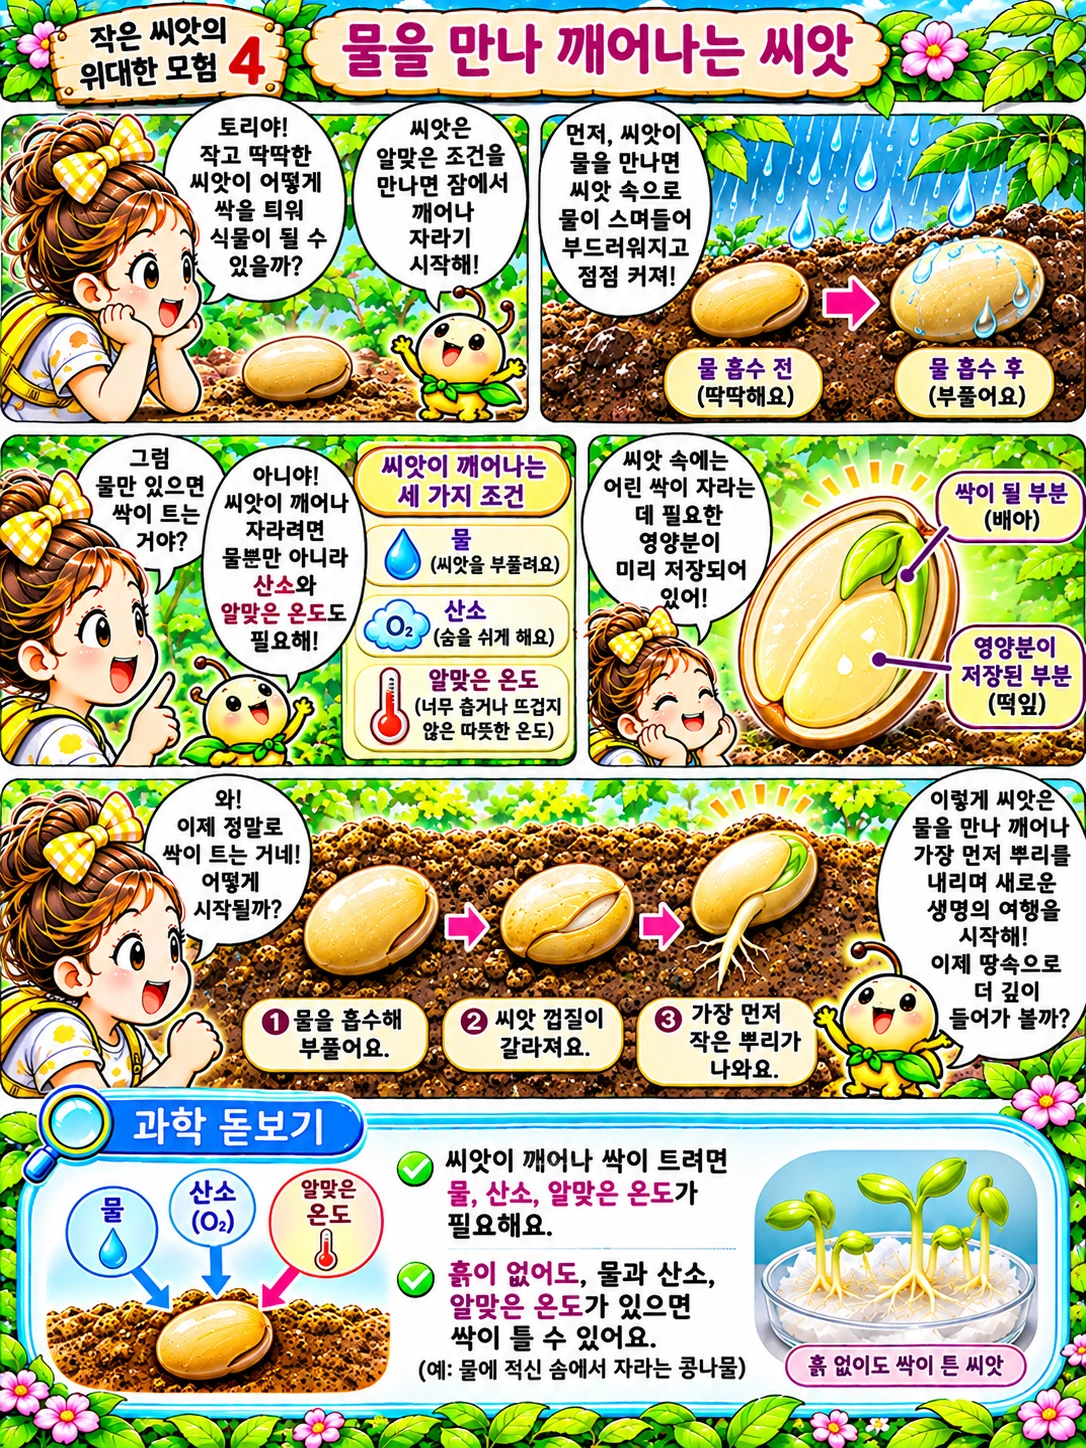 작은 씨앗의
위대한 모험 4
물을 만나 깨어나는 씨앗
토리야!
작고 딱딱한
씨앗이 어떻게
싹을 틔워
식물이 될 수
있을까?
씨앗은
알맞은 조건을
만나면 잠에서
깨어나
자라기
시작해!
먼저, 씨앗이
물을 만나면
씨앗 속으로
물이 스며들어
부드러워지고
점점 커져!
물 흡수 전
(딱딱해요)
물 흡수 후
(부풀어요)
그럼
물만 있으면
싹이 트는
거야?
아니야!
씨앗이 깨어나
자라려면
물뿐만 아니라
산소와
알맞은 온도도
필요해!
씨앗이 깨어나는
세 가지 조건
물
(씨앗을 부풀려요)
O₂
산소
(숨을 쉬게 해요)
알맞은 온도
(너무 춥거나 뜨겁지
않은 따뜻한 온도)
씨앗 속에는
어린 싹이 자라는
데 필요한
영양분이
미리 저장되어
있어!
싹이 될 부분
(배아)
영양분이
저장된 부분
(떡잎)
와!
이제 정말로
싹이 트는 거네!
어떻게
시작될까?
1 물을 흡수해
부풀어요.
2 씨앗 껍질이
갈라져요.
3 가장 먼저
작은 뿌리가
나와요.
이렇게 씨앗은
물을 만나 깨어나
가장 먼저 뿌리를
내리며 새로운
생명의 여행을
시작해!
이제 땅속으로
더 깊이
들어가 볼까?
과학 돋보기
물
산소
(O₂)
알맞은
온도
씨앗이 깨어나 싹이 트려면
물, 산소, 알맞은 온도가
필요해요.
흙이 없어도, 물과 산소,
알맞은 온도가 있으면
싹이 틀 수 있어요.
(예: 물에 적신 솜에서 자라는 콩나물)
흙 없이도 싹이 튼 씨앗